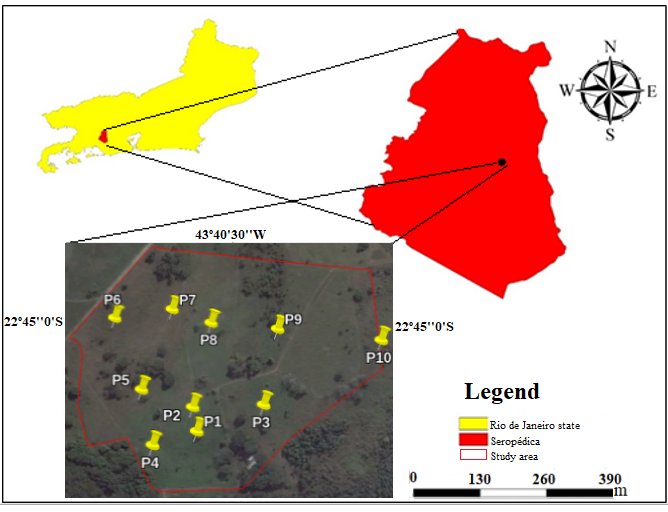 N
W E
S
43°40'30''W
22°45''0'S
22°45''0'S
P6
P7
P8
P9
P10
P5
P2
P1
P3
P4
Legend
Rio de Janeiro state
Seropédica
Study area
0 130 260 390
m